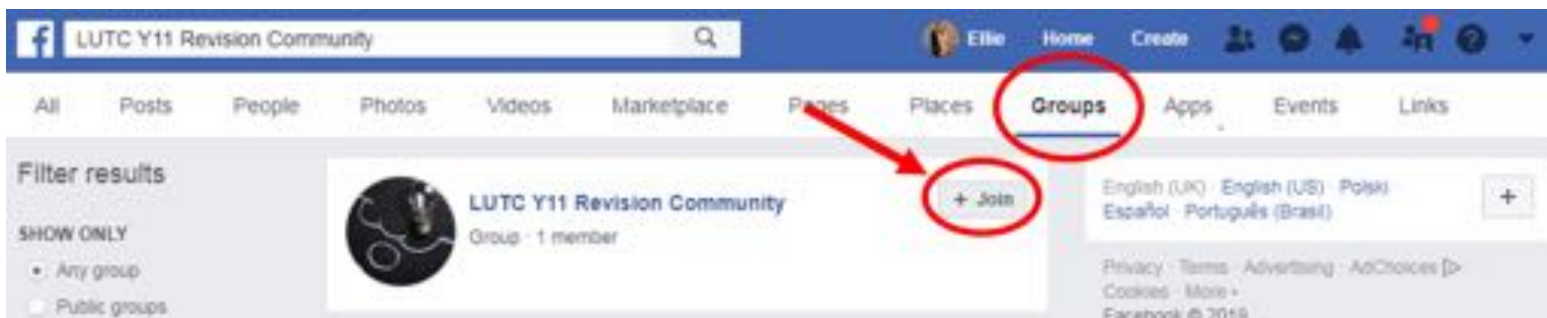 f LUTC Y11 Revision Community Ellie Home Create
All Posts People Photos Videos Marketplace Pages Places Groups Apps Events Links
Filter results
SHOW ONLY
Any group
Public groups
LUTC Y11 Revision Community
Group · 1 member
+ Join
English (UK) · English (US) · Polski ·
Español · Português (Brasil)
+
Privacy · Terms · Advertising · AdChoices
Cookies · More
Facebook © 2019